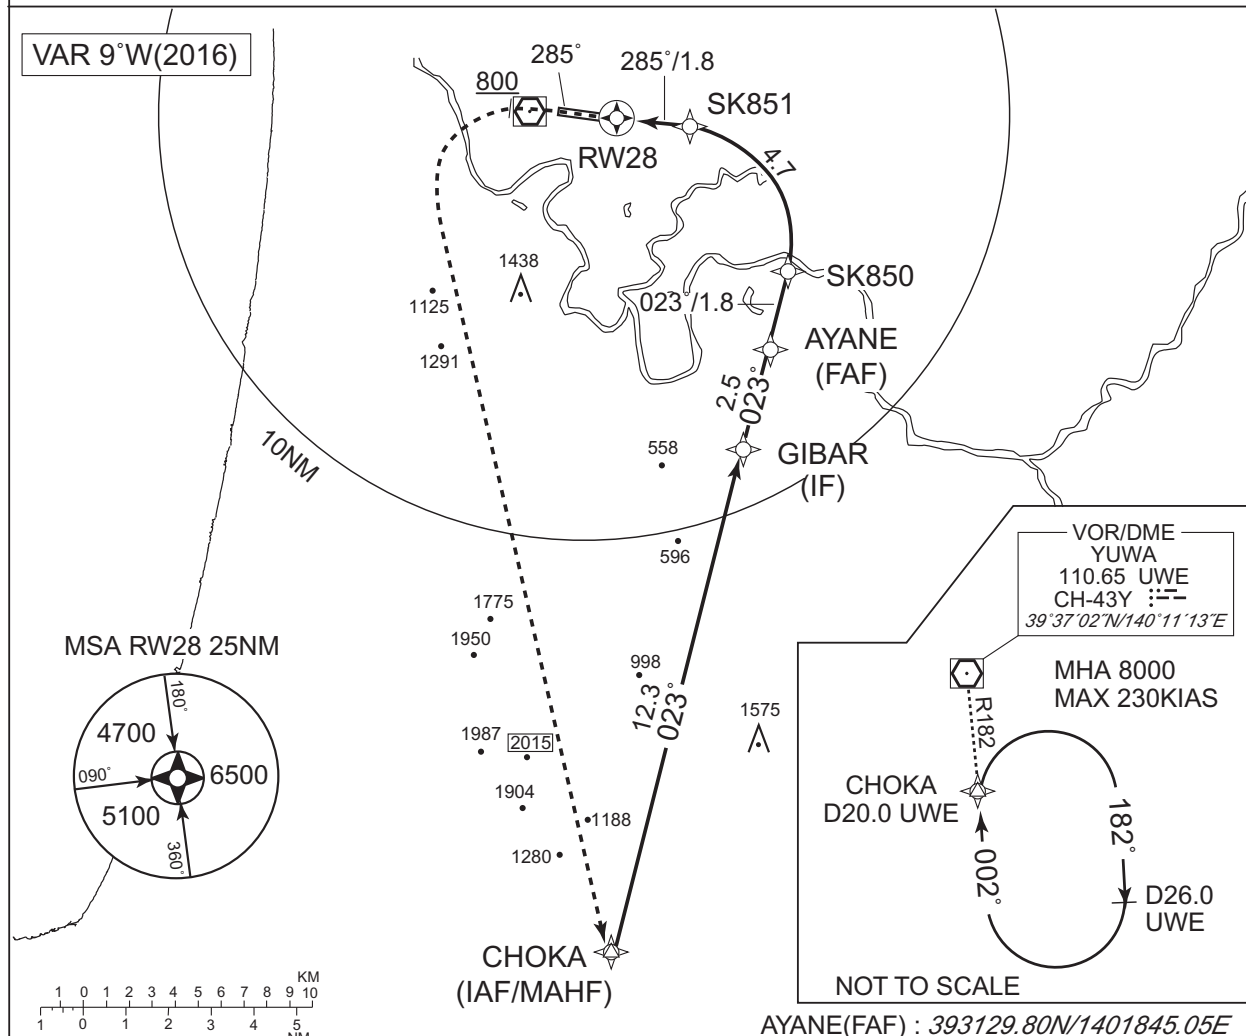 VAR 9°W(2016)
800
285°
285°/1.8
SK851
RW28
4.7
1438
1125
1291
SK850
023°/1.8
AYANE
(FAF)
2.5
023°
10NM
558
GIBAR
(IF)
596
1775
1950
998
12.3
023°
1575
1987
2015
1904
1188
1280
MSA RW28 25NM
180°
4700
090°
6500
5100
360°
CHOKA
(IAF/MAHF)
KM
1 0 1 2 3 4 5 6 7 8 9 10
1 0 1 2 3 4 5
NM
VOR/DME
YUWA
110.65 UWE
CH-43Y
39°37´02˝N/140°11´13˝E
MHA 8000
MAX 230KIAS
R182
CHOKA
D20.0 UWE
182°
002°
D26.0
UWE
NOT TO SCALE
AYANE(FAF) : 393129.80N/1401845.05E